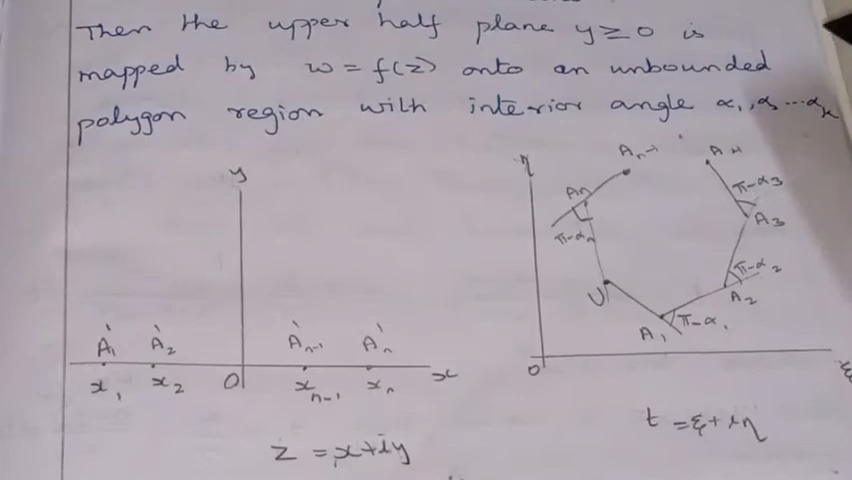 Then the upper half plane y≥0 is
mapped by w=f(z) onto an unbounded
polygon region with interior angle α₁, α₂...αₙ
y
A₁' A₂' A'ₙ₋₁ Aₙ'
x₁ x₂ O xₙ₋₁ xₙ x
z = x+iy
η
Aₙ₋₁ A₄
Aₙ π-α₃
A₃
π-αₙ
π-α₂
U A₂
π-α₁
A₁
O ξ
t = ξ+iη